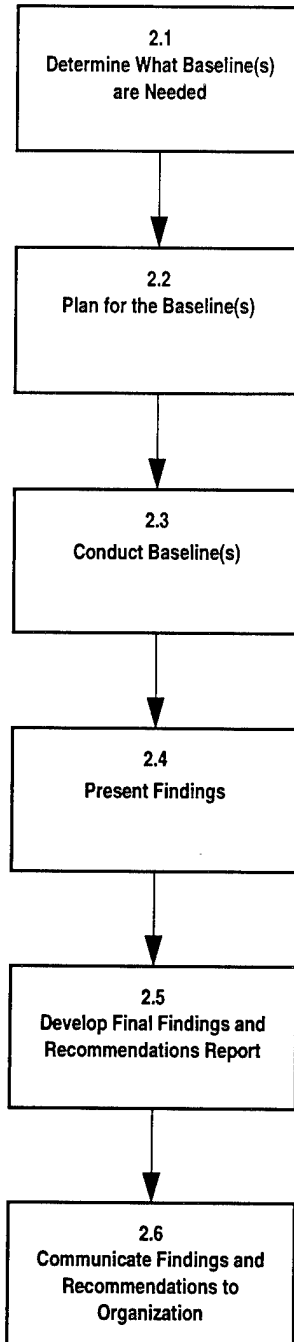 2.1
Determine What Baseline(s)
are Needed
2.2
Plan for the Baseline(s)
2.3
Conduct Baseline(s)
2.4
Present Findings
2.5
Develop Final Findings and
Recommendations Report
2.6
Communicate Findings and
Recommendations to
Organization